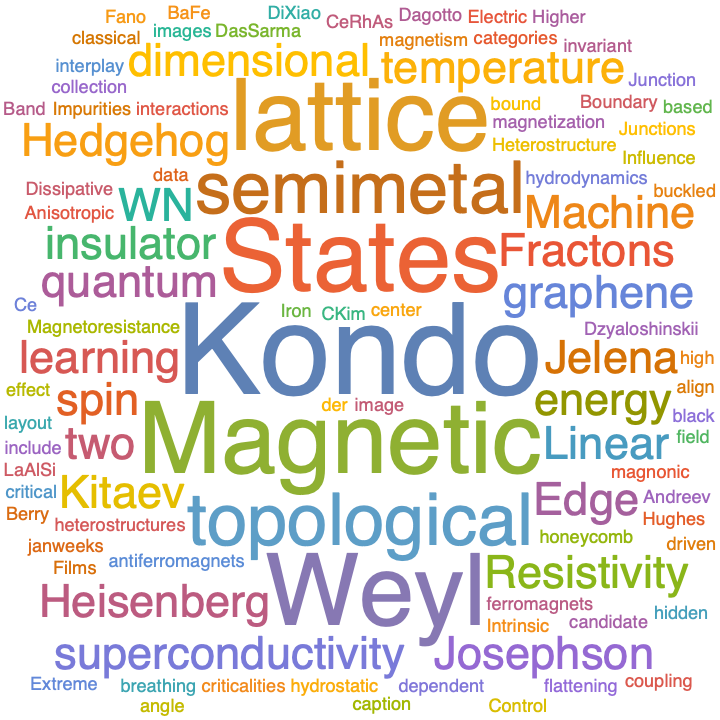 Fano BaFe DiXiao CeRhAs Dagotto Electric Higher
classical images DasSarma magnetism categories invariant
interplay dimensional temperature Junction
collection lattice bound Boundary based
Band Impurities interactions magnetization Junctions
Hedgehog Heterostructure Influence
data semimetal hydrodynamics buckled
Dissipative WN Machine
Anisotropic States Fractons
insulator
quantum graphene
Ce Iron CKim center Dzyaloshinskii
Magnetoresistance Kondo
learning Jelena high
effect spin energy align
der image black
layout two Magnetic Linear field
include
LaAlSi magnonic
critical Kitaev Edge Andreev
Berry heterostructures topological Hughes
janweeks honeycomb driven
Films antiferromagnets Weyl Resistivity
Heisenberg ferromagnets hidden
Intrinsic candidate
superconductivity Josephson
Extreme breathing criticalities hydrostatic dependent flattening coupling
angle caption Control